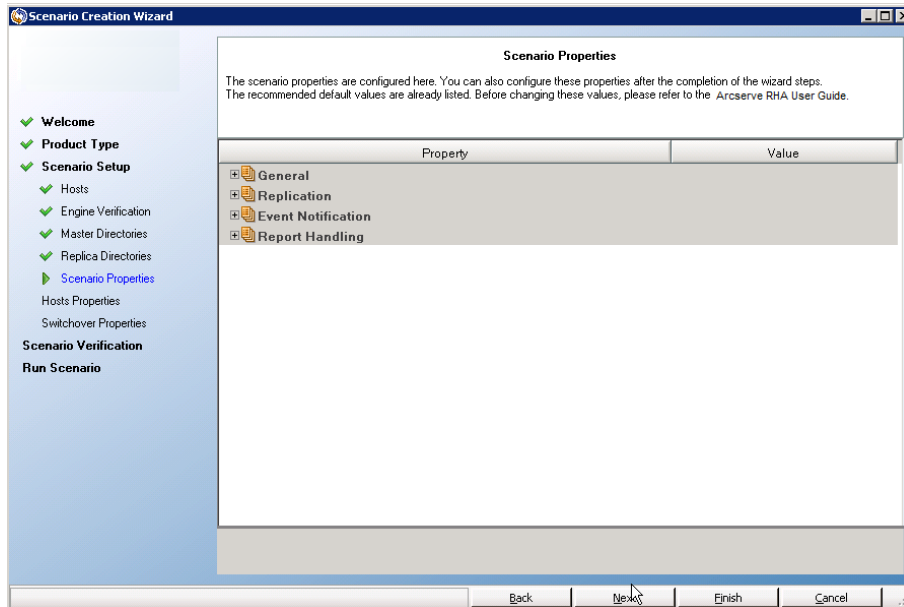 Scenario Creation Wizard
Scenario Properties
The scenario properties are configured here. You can also configure these properties after the completion of the wizard steps.
The recommended default values are already listed. Before changing these values, please refer to the Arcserve RHA User Guide.
Welcome
Product Type
Scenario Setup
Hosts
Engine Verification
Master Directories
Replica Directories
Scenario Properties
Hosts Properties
Switchover Properties
Scenario Verification
Run Scenario
Property Value
General
Replication
Event Notification
Report Handling
Back Next Finish Cancel